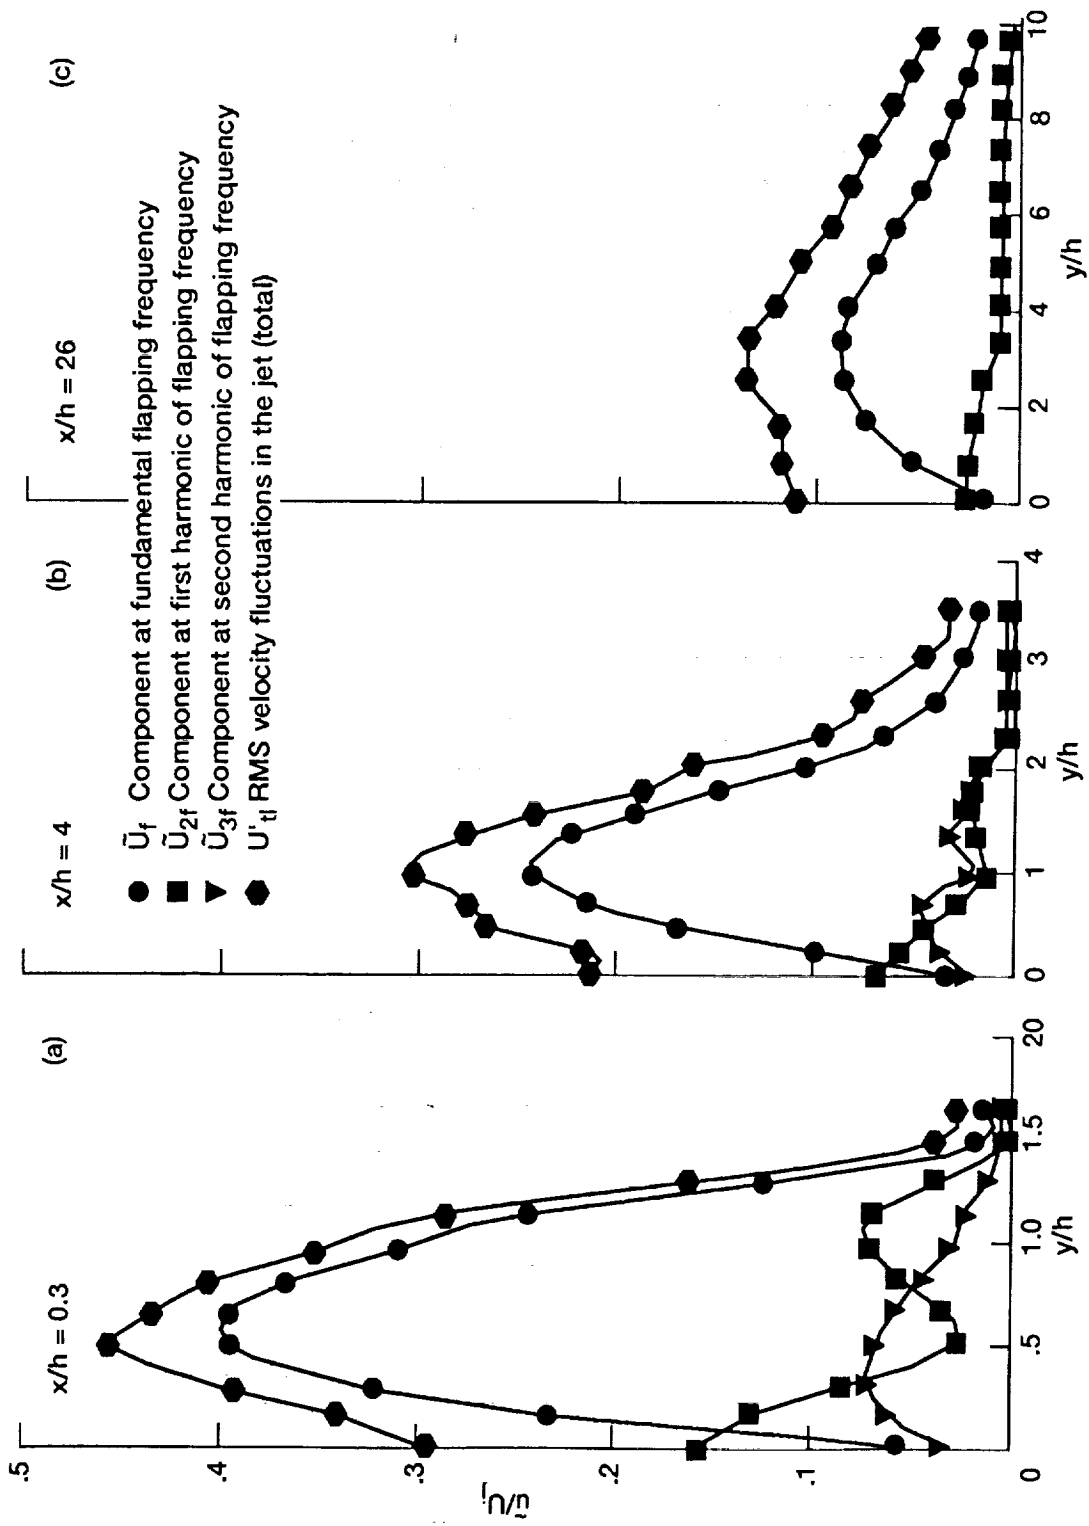 (a)
x/h = 0.3
.5
.4
.3
.2
.1
0
ũ/Uj
.5
1.0
1.5
20
y/h
(b)
x/h = 4
0
1
2
3
4
y/h
(c)
x/h = 26
0
2
4
6
8
10
y/h
Ũf Component at fundamental flapping frequency
Ũ2f Component at first harmonic of flapping frequency
Ũ3f Component at second harmonic of flapping frequency
U'tl RMS velocity fluctuations in the jet (total)